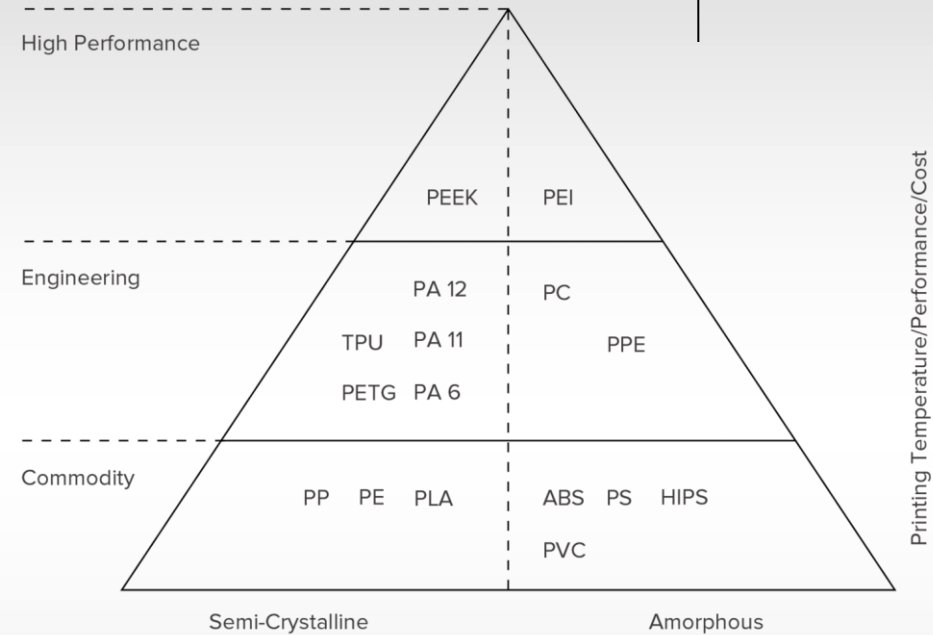 High Performance
PEEK PEI
Engineering
PA 12 PC
TPU PA 11 PPE
PETG PA 6
Commodity
PP PE PLA ABS PS HIPS
PVC
Semi-Crystalline Amorphous
Printing Temperature/Performance/Cost